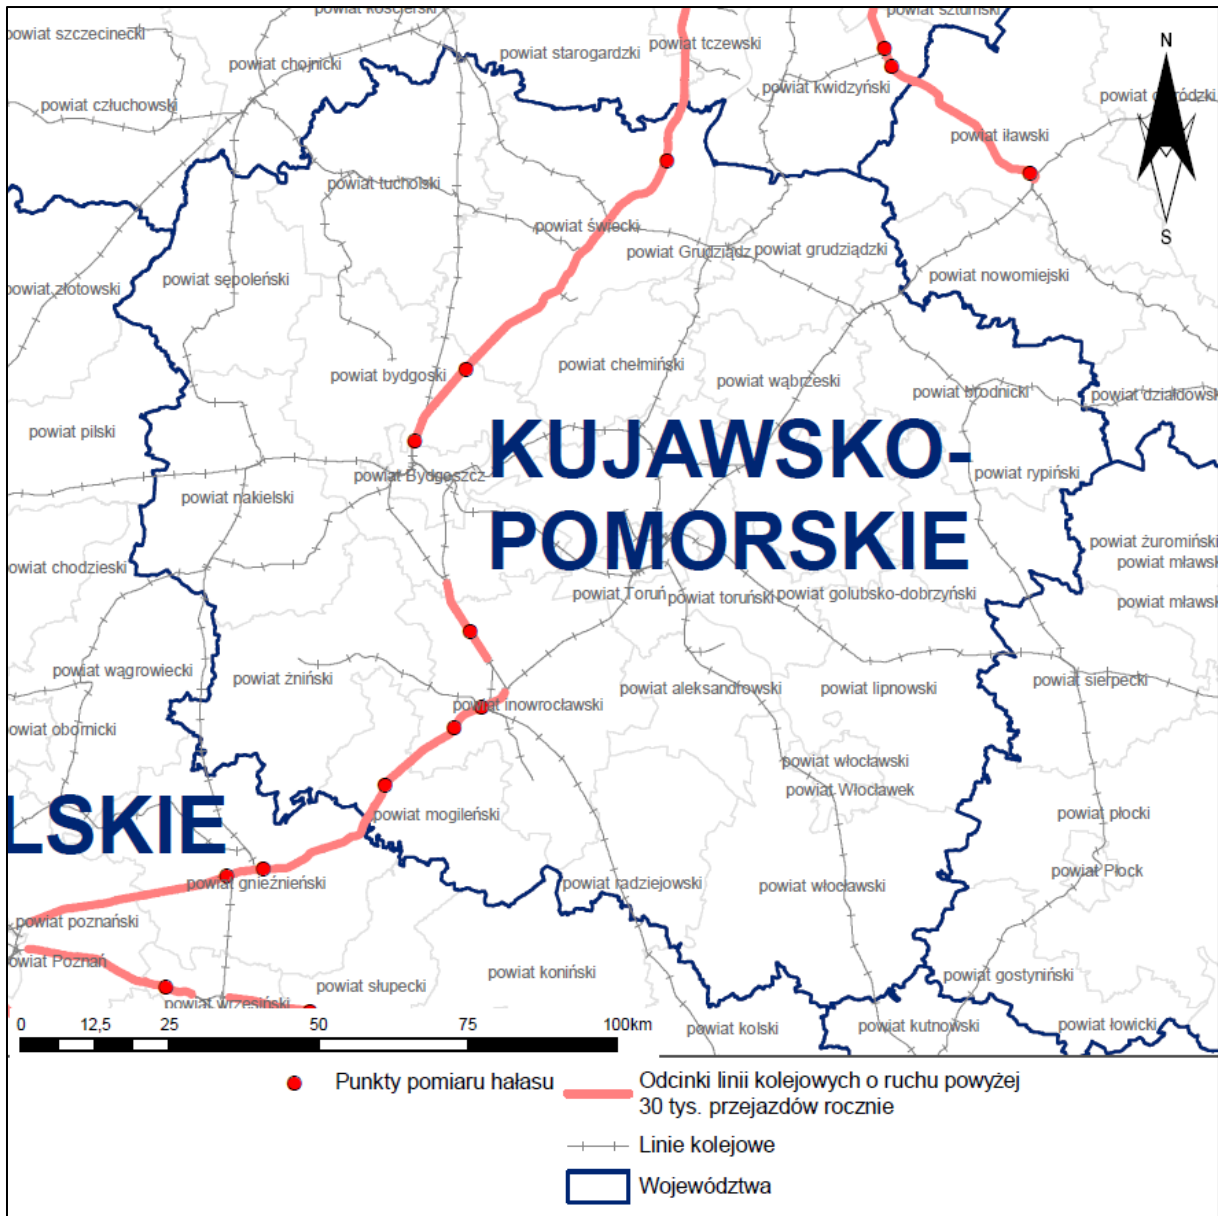 powiat kościerski
powiat sztumski
powiat szczecinecki
powiat starogardzki
powiat tczewski
powiat chojnicki
powiat kwidzyński
powiat człuchowski
powiat iławski
N
S
powiat tucholski
powiat świecki
powiat Grudziądz
powiat grudziądzki
powiat sępoleński
powiat nowomiejski
powiat złotowski
powiat bydgoski
powiat chełmiński
powiat wąbrzeski
powiat brodnicki
powiat działdowsk
powiat pilski
KUJAWSKO-
POMORSKIE
powiat Bydgoszcz
powiat nakielski
powiat rypiński
powiat żuromiński
powiat mławsk
powiat chodzieski
powiat Toruń
powiat toruński
powiat golubsko-dobrzyński
powiat mławsk
powiat wągrowiecki
powiat żniński
powiat aleksandrowski
powiat lipnowski
powiat sierpecki
powiat inowrocławski
powiat obornicki
powiat włocławski
powiat Włocławek
LSKIE
powiat mogileński
powiat płocki
powiat gnieźnieński
powiat radziejowski
powiat włocławski
powiat Płock
powiat poznański
powiat Poznań
powiat koniński
powiat słupecki
powiat wrzesiński
powiat gostyniński
powiat kolski
powiat kutnowski
powiat łowicki
0 12,5 25 50 75 100km
Punkty pomiaru hałasu
Odcinki linii kolejowych o ruchu powyżej
30 tys. przejazdów rocznie
Linie kolejowe
Województwa